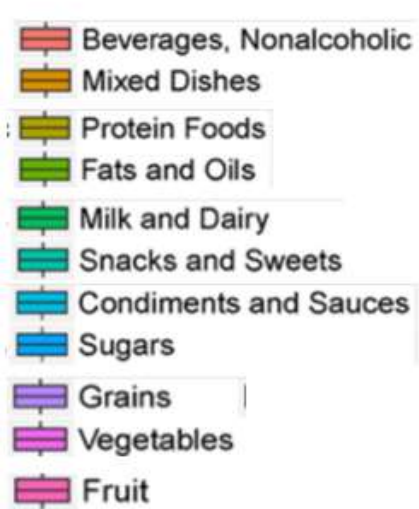 Beverages, Nonalcoholic
Mixed Dishes
Protein Foods
Fats and Oils
Milk and Dairy
Snacks and Sweets
Condiments and Sauces
Sugars
Grains
Vegetables
Fruit